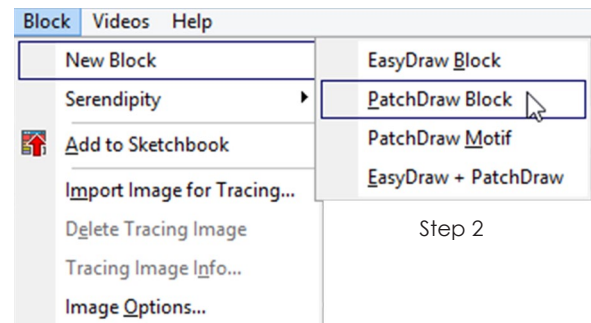 Block Videos Help
New Block
Serendipity
Add to Sketchbook
Import Image for Tracing...
Delete Tracing Image
Tracing Image Info...
Image Options...
EasyDraw Block
PatchDraw Block
PatchDraw Motif
EasyDraw + PatchDraw
Step 2